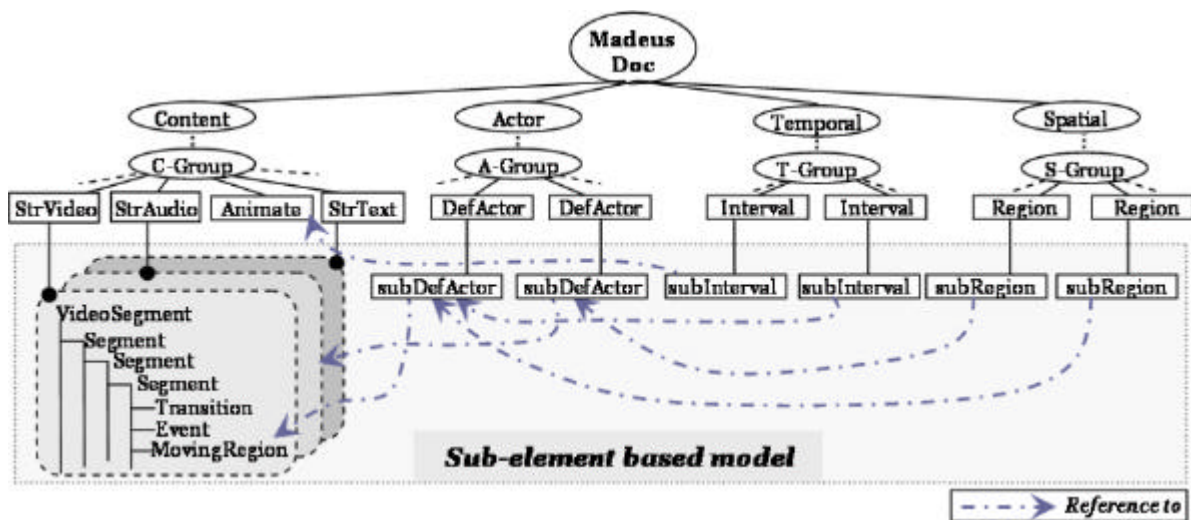 Madeus
Doc
Content
Actor
Temporal
Spatial
C-Group
A-Group
T-Group
S-Group
StrVideo
StrAudio
Animate
StrText
DefActor
DefActor
Interval
Interval
Region
Region
subDefActor
subDefActor
subInterval
subInterval
subRegion
subRegion
VideoSegment
Segment
Segment
Segment
Transition
Event
MovingRegion
Sub-element based model
Reference to